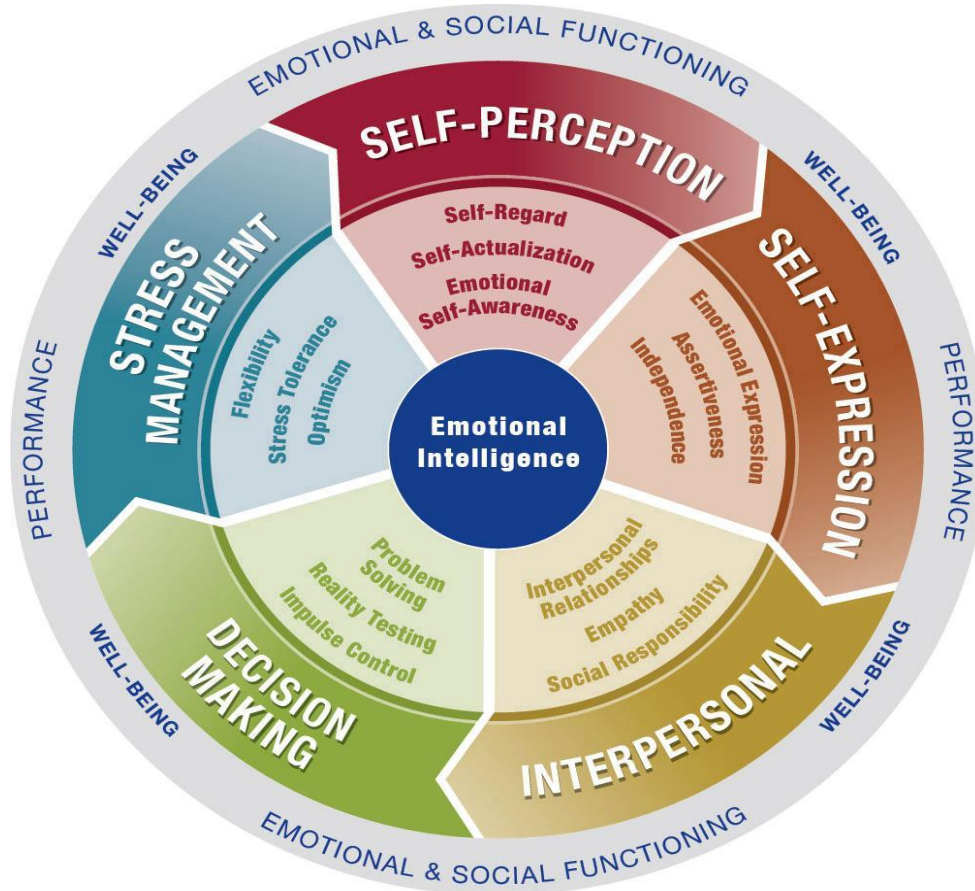 EMOTIONAL & SOCIAL FUNCTIONING
WELL-BEING
WELL-BEING
PERFORMANCE
PERFORMANCE
WELL-BEING
WELL-BEING
EMOTIONAL & SOCIAL FUNCTIONING
SELF-PERCEPTION
Self-Regard
Self-Actualization
Emotional
Self-Awareness
SELF-EXPRESSION
Emotional Expression
Assertiveness
Independence
INTERPERSONAL
Interpersonal
Relationships
Empathy
Social Responsibility
DECISION
MAKING
Problem
Solving
Reality Testing
Impulse Control
STRESS
MANAGEMENT
Flexibility
Stress Tolerance
Optimism
Emotional
Intelligence